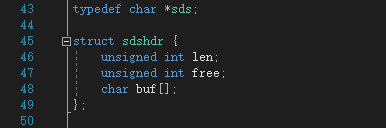 43 typedef char *sds;
44
45 struct sdshdr {
46     unsigned int len;
47     unsigned int free;
48     char buf[];
49 };
50